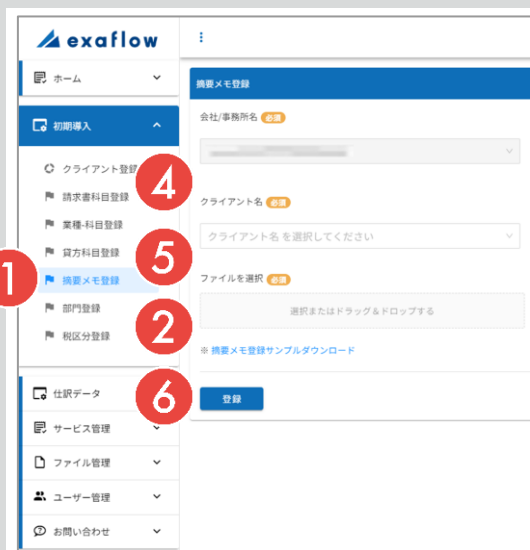 exaflow
ホーム
初期導入
クライアント登録
請求書科目登録
業種-科目登録
貸方科目登録
摘要メモ登録
部門登録
税区分登録
仕訳データ
サービス管理
ファイル管理
ユーザー管理
お問い合わせ
1
4
5
2
6
摘要メモ登録
会社/事務所名 必須
クライアント名 必須
クライアント名 を選択してください
ファイルを選択 必須
選択またはドラッグ&ドロップする
※ 摘要メモ登録サンプルダウンロード
登録